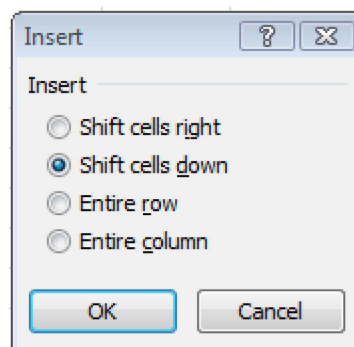 Insert
Insert
Shift cells right
Shift cells down
Entire row
Entire column
OK
Cancel